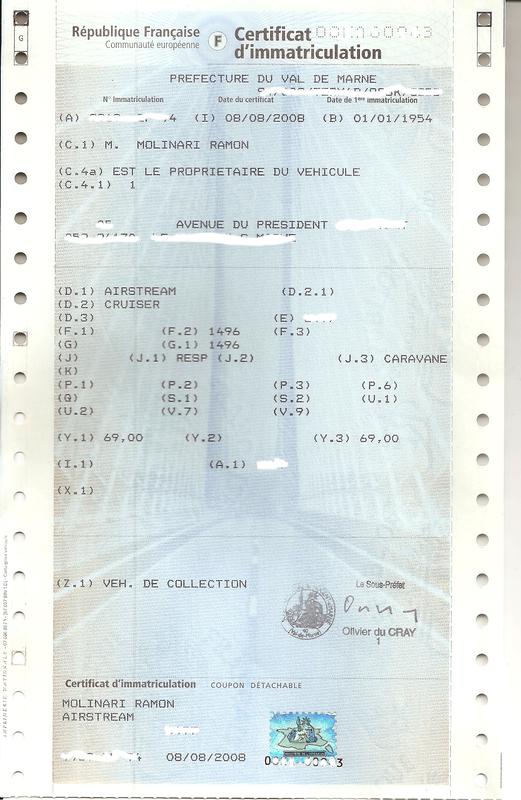 G
République Française
Communauté européenne
F
Certificat
d'immatriculation
PREFECTURE DU VAL DE MARNE
N° Immatriculation Date du certificat Date de 1ère immatriculation
(A) 4 (I) 08/08/2008 (B) 01/01/1954
(C.1) M. MOLINARI RAMON
(C.4a) EST LE PROPRIETAIRE DU VEHICULE
(C.4.1) 1
AVENUE DU PRESIDENT
(D.1) AIRSTREAM (D.2.1)
(D.2) CRUISER
(D.3) (E)
(F.1) (F.2) 1496 (F.3)
(G) (G.1) 1496
(J) (J.1) RESP (J.2) (J.3) CARAVANE
(K)
(P.1) (P.2) (P.3) (P.6)
(Q) (S.1) (S.2) (U.1)
(U.2) (V.7) (V.9)
(Y.1) 69,00 (Y.2) (Y.3) 69,00
(I.1) (A.1)
(X.1)
(Z.1) VEH. DE COLLECTION
Le Sous-Préfet
Olivier du CRAY
1
Certificat d'immatriculation COUPON DÉTACHABLE
MOLINARI RAMON
AIRSTREAM
08/08/2008